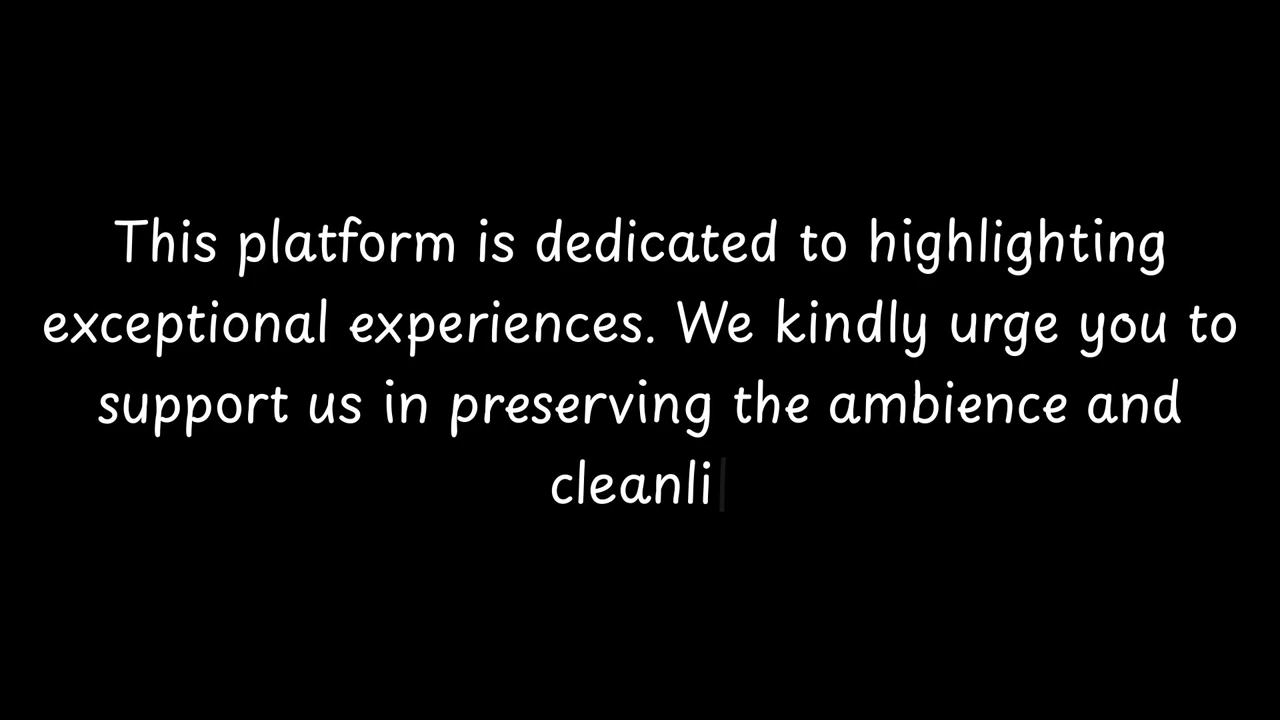 This platform is dedicated to highlighting
exceptional experiences. We kindly urge you to
support us in preserving the ambience and
cleanli